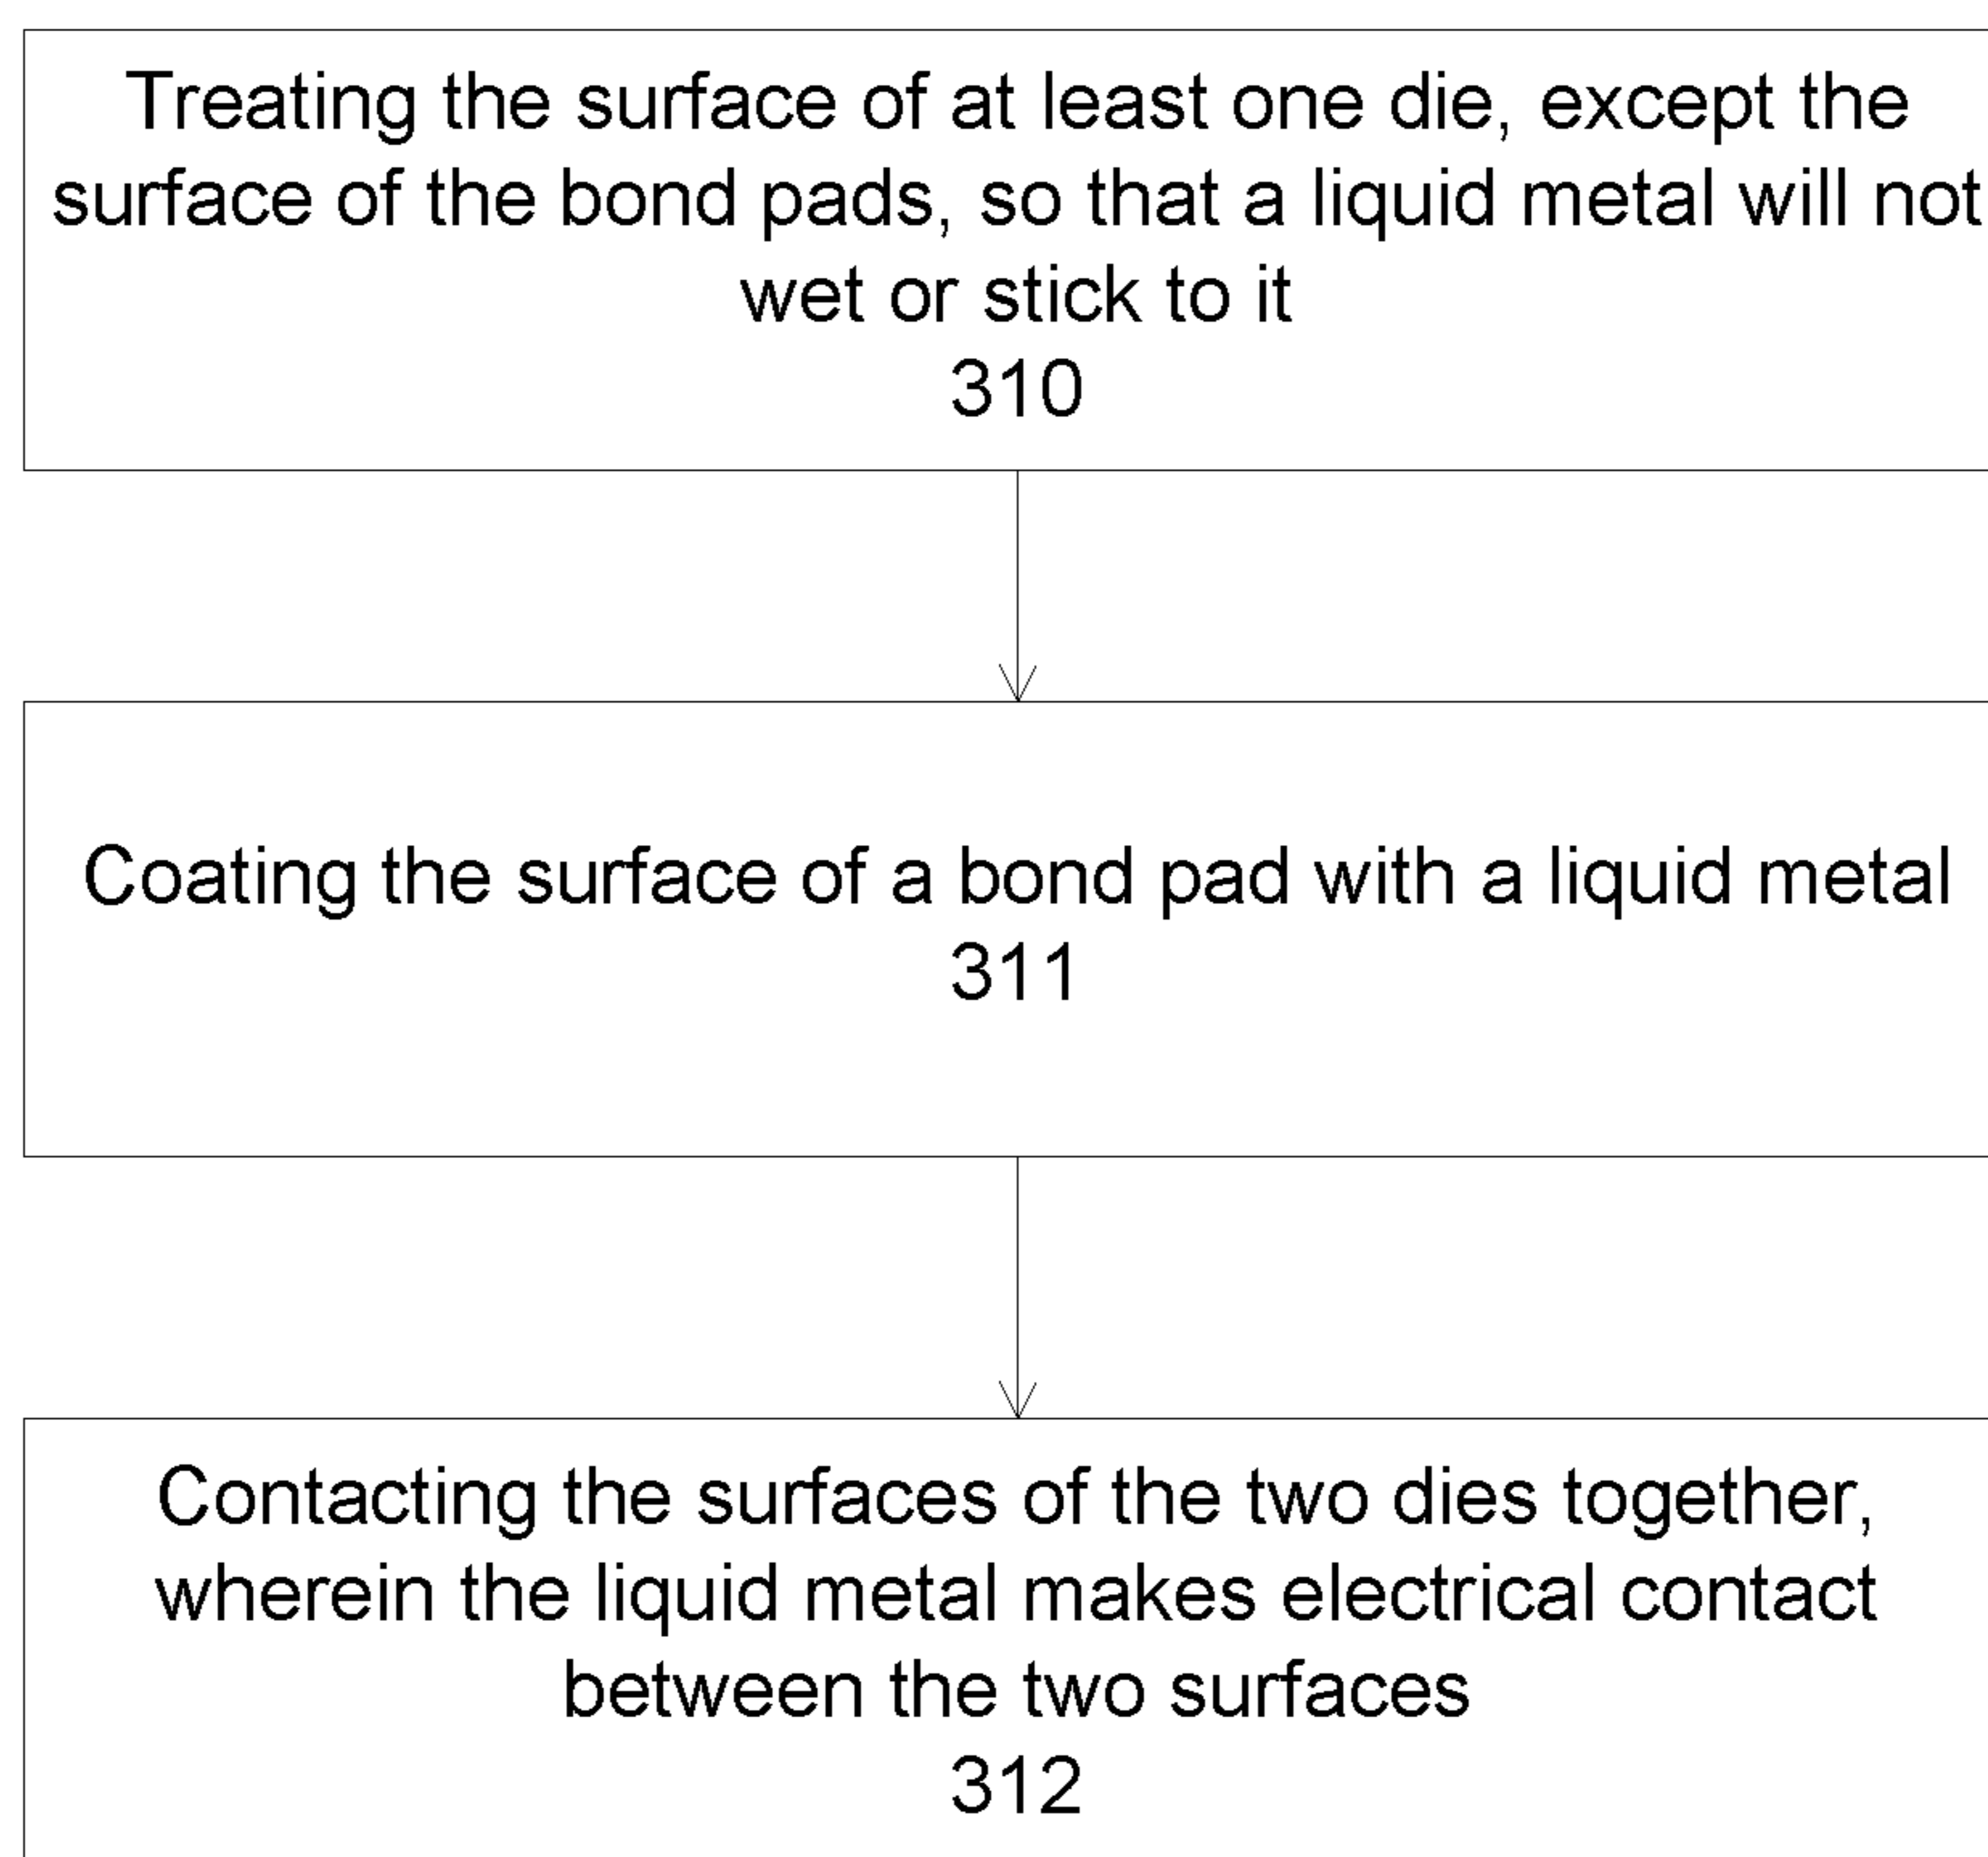 Treating the surface of at least one die, except the
surface of the bond pads, so that a liquid metal will not
wet or stick to it
310
Coating the surface of a bond pad with a liquid metal
311
Contacting the surfaces of the two dies together,
wherein the liquid metal makes electrical contact
between the two surfaces
312